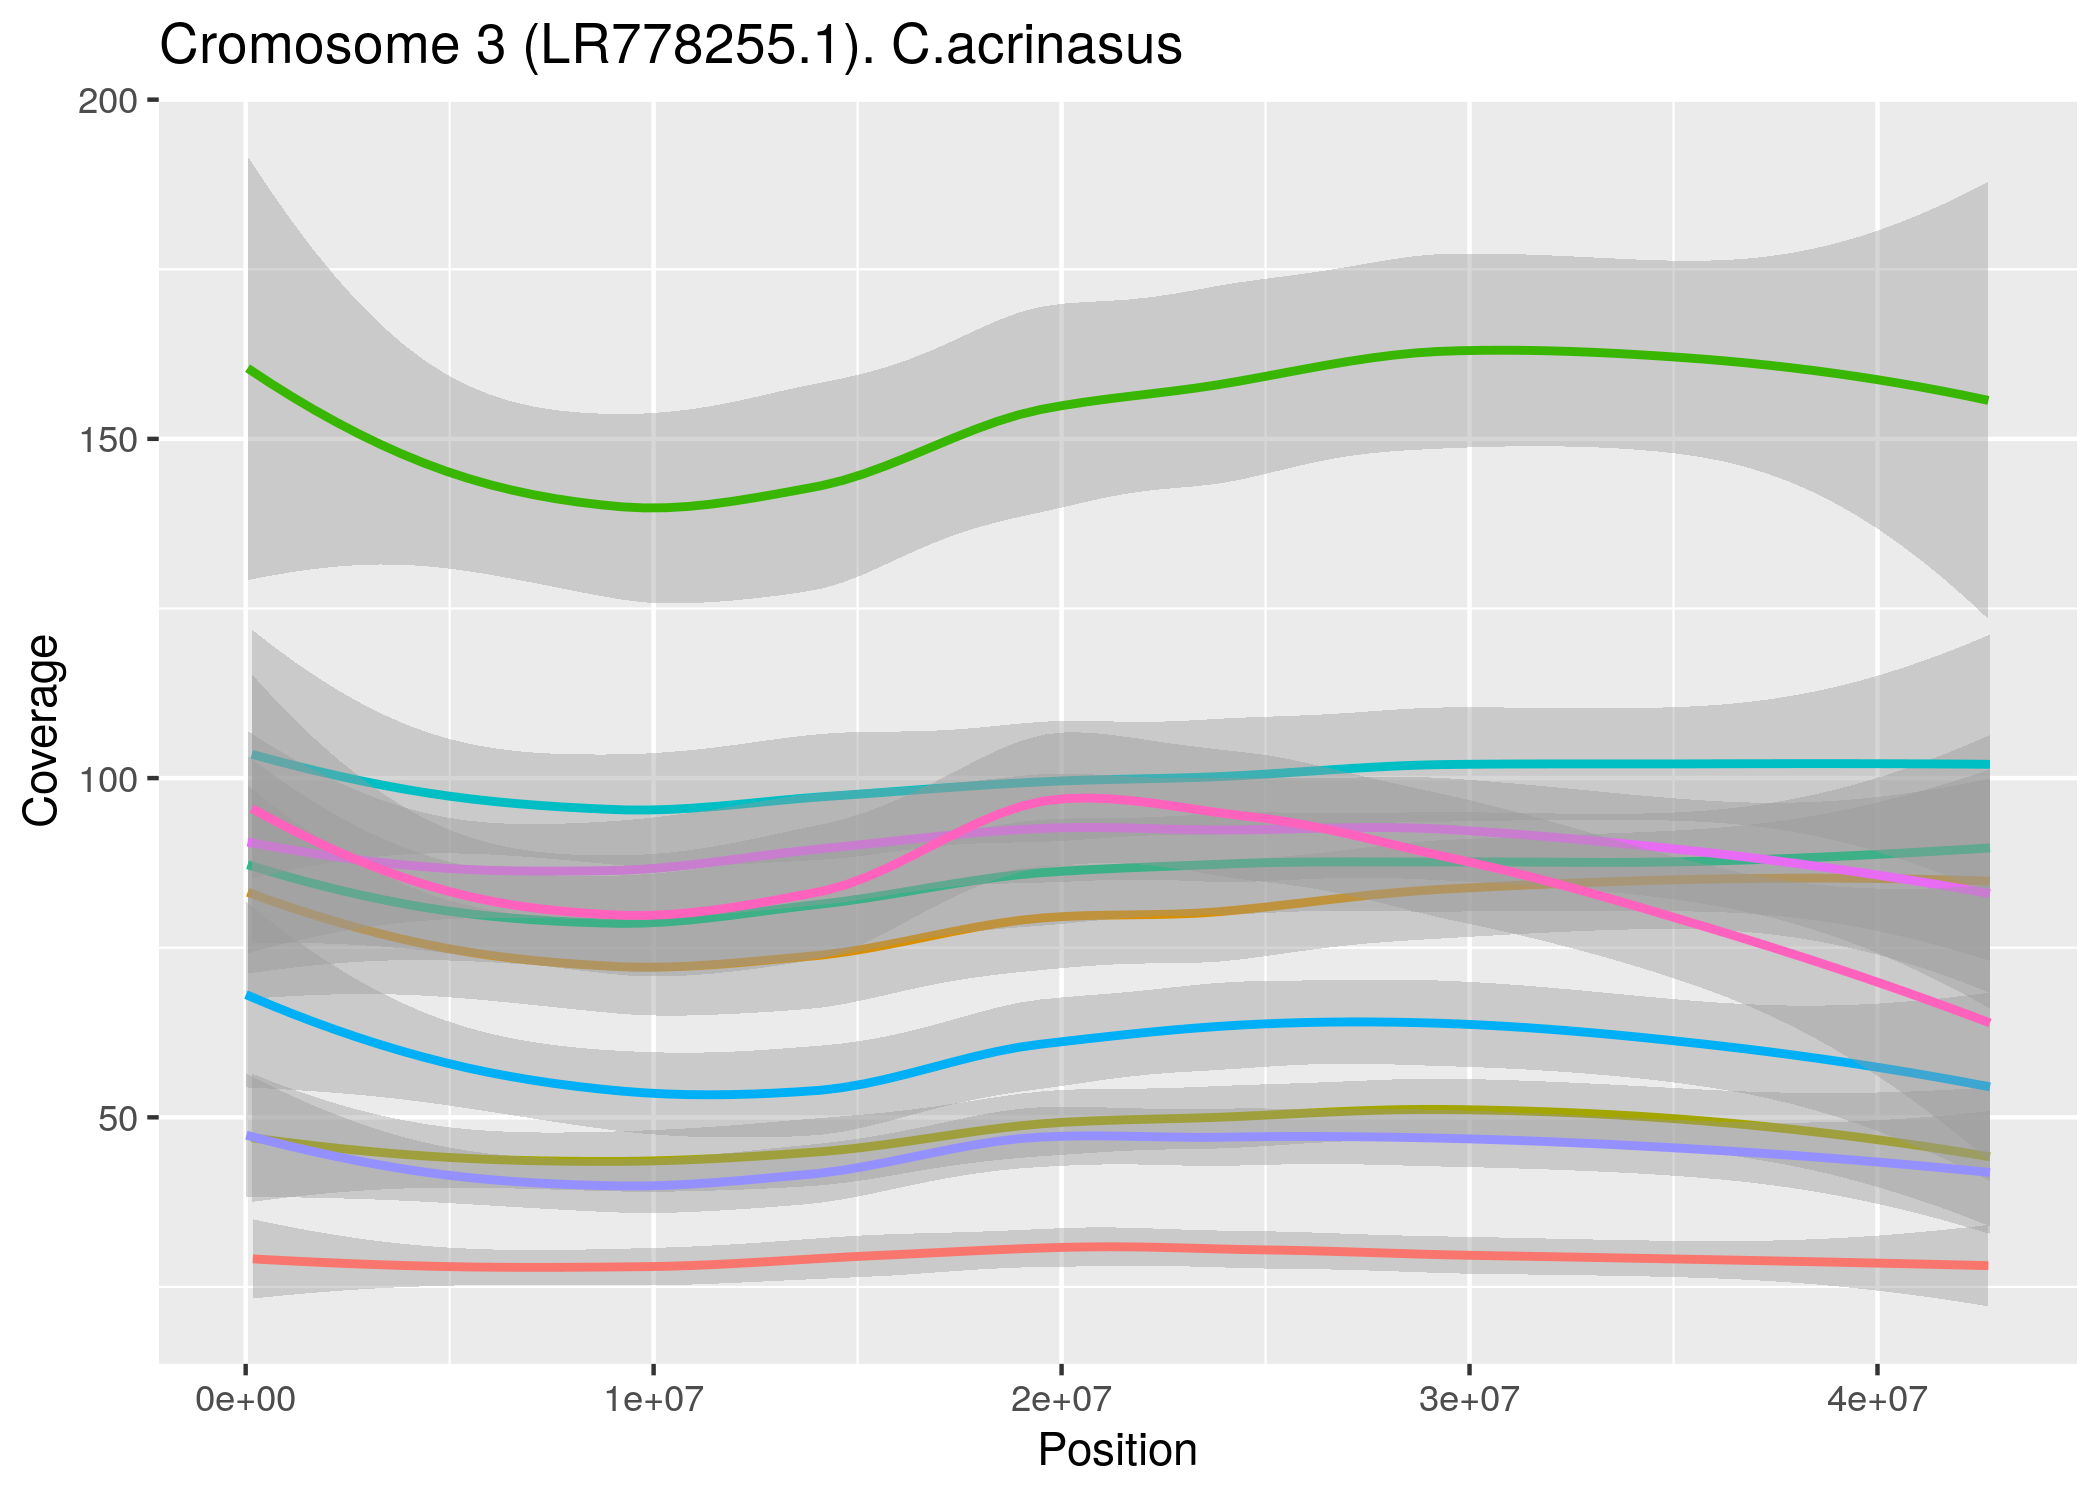 Cromosome 3 (LR778255.1). C.acrinasus
200
150
100
50
Coverage
0e+00 1e+07 2e+07 3e+07 4e+07
Position